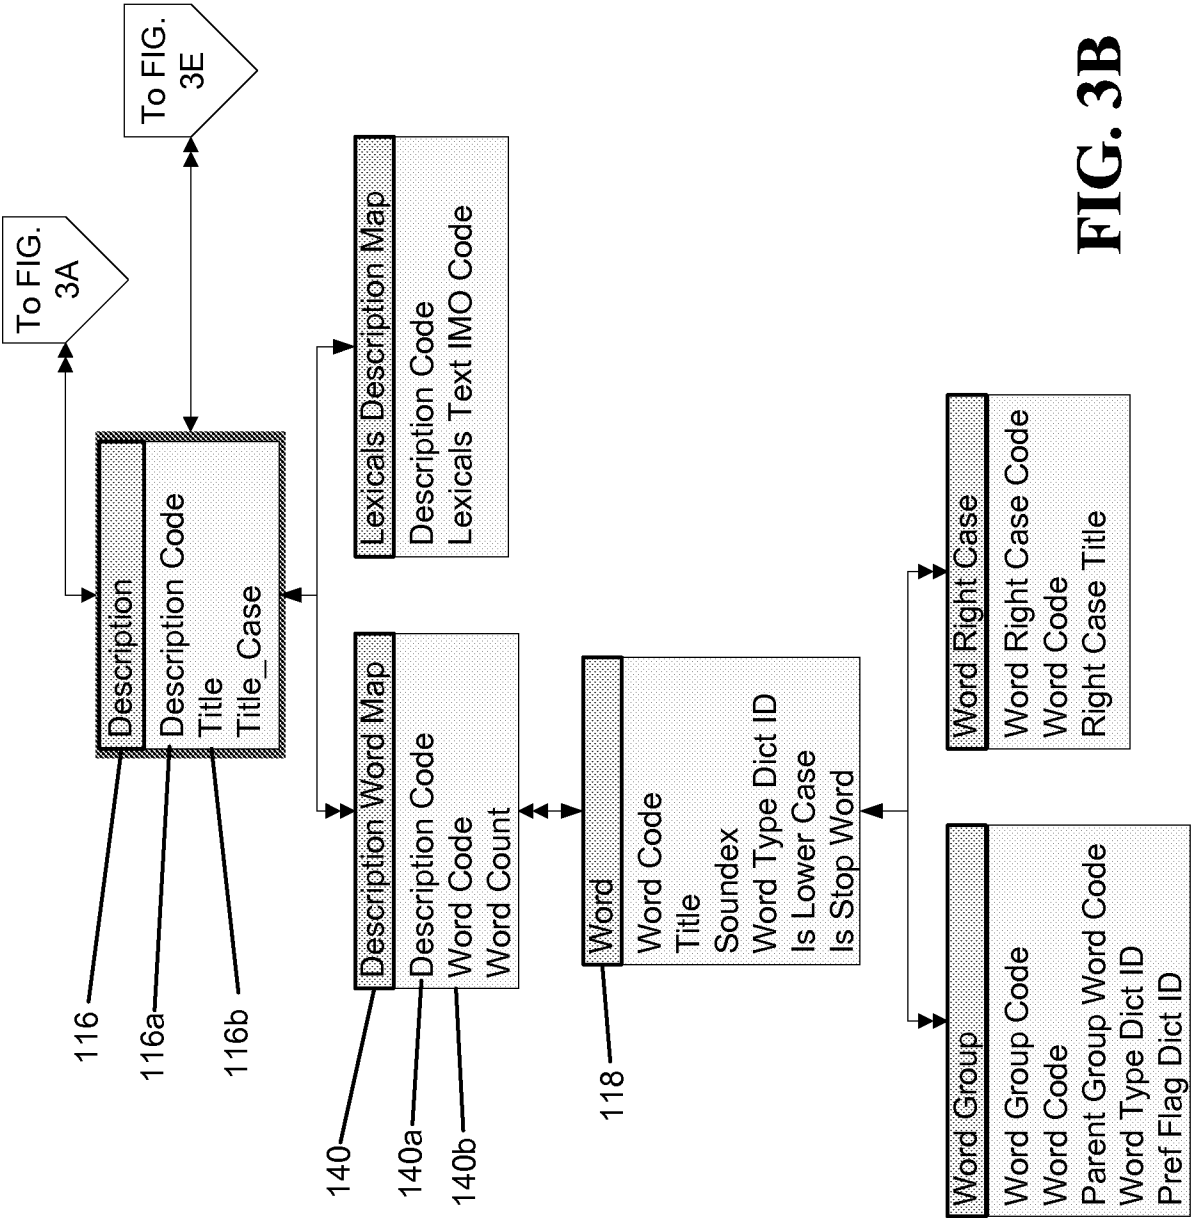 To FIG.
3A
To FIG.
3E
116
116a
116b
Description
Description Code
Title
Title_Case
140
140a
140b
Description Word Map
Description Code
Word Code
Word Count
Lexicals Description Map
Description Code
Lexicals Text IMO Code
118
Word
Word Code
Title
Soundex
Word Type Dict ID
Is Lower Case
Is Stop Word
Word Group
Word Group Code
Word Code
Parent Group Word Code
Word Type Dict ID
Pref Flag Dict ID
Word Right Case
Word Right Case Code
Word Code
Right Case Title
FIG. 3B